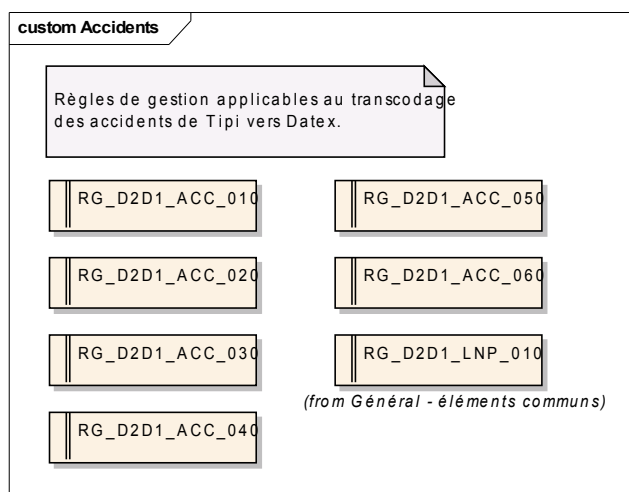 custom Accidents
Règles de gestion applicables au transcodage
des accidents de Tipi vers Datex.
RG_D2D1_ACC_010
RG_D2D1_ACC_020
RG_D2D1_ACC_030
RG_D2D1_ACC_040
RG_D2D1_ACC_050
RG_D2D1_ACC_060
RG_D2D1_LNP_010
(from Général - éléments communs)